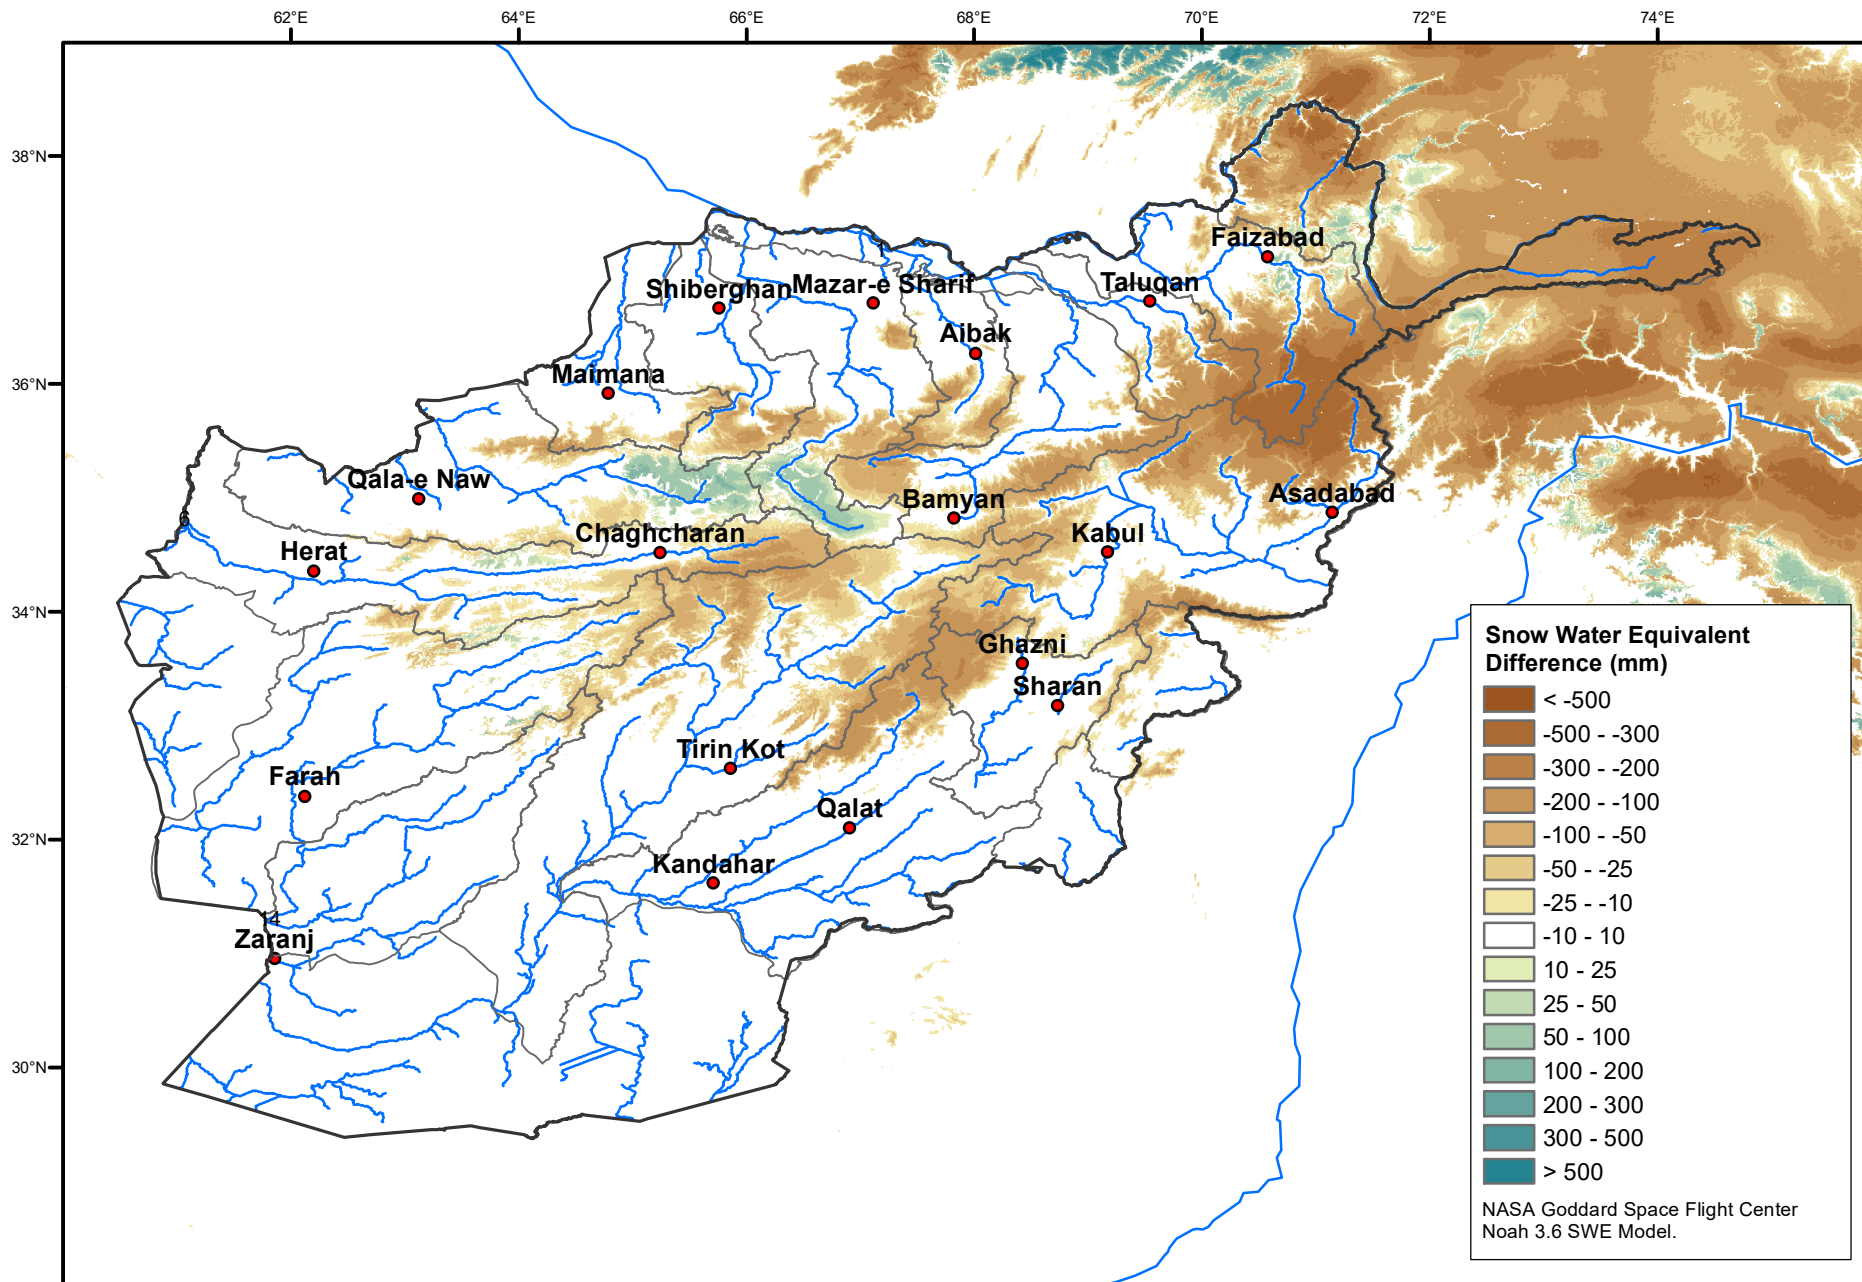 62°E 64°E 66°E 68°E 70°E 72°E 74°E
38°N
36°N
34°N
32°N
30°N
Faizabad
Shiberghan
Mazar-e Sharif
Taluqan
Aibak
Maimana
Qala-e Naw
Bamyan
Asadabad
6
Chaghcharan
Kabul
Herat
Ghazni
Sharan
Tirin Kot
Farah
Qalat
Kandahar
14
Zaranj
Snow Water Equivalent
Difference (mm)
< -500
-500 - -300
-300 - -200
-200 - -100
-100 - -50
-50 - -25
-25 - -10
-10 - 10
10 - 25
25 - 50
50 - 100
100 - 200
200 - 300
300 - 500
> 500
NASA Goddard Space Flight Center
Noah 3.6 SWE Model.